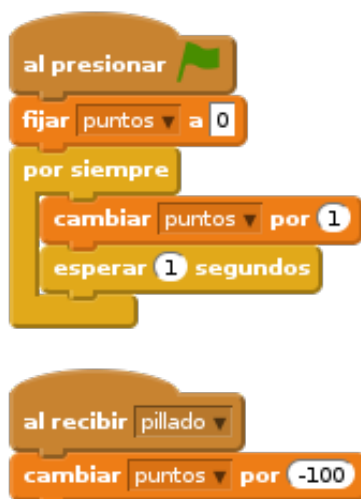 al presionar
fijar puntos a 0
por siempre
cambiar puntos por 1
esperar 1 segundos
al recibir pillado
cambiar puntos por -100